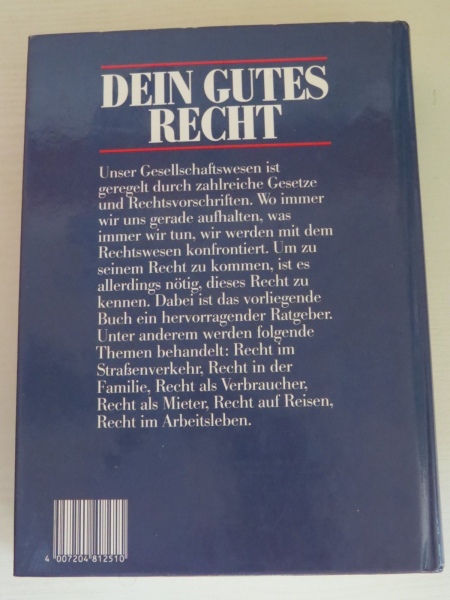 DEIN GUTES
RECHT
Unser Gesellschaftswesen ist
geregelt durch zahlreiche Gesetze
und Rechtsvorschriften. Wo immer
wir uns gerade aufhalten, was
immer wir tun, wir werden mit dem
Rechtswesen konfrontiert. Um zu
seinem Recht zu kommen, ist es
allerdings nötig, dieses Recht zu
kennen. Dabei ist das vorliegende
Buch ein hervorragender Ratgeber.
Unter anderem werden folgende
Themen behandelt: Recht im
Straßenverkehr, Recht in der
Familie, Recht als Verbraucher,
Recht als Mieter, Recht auf Reisen,
Recht im Arbeitsleben.
4 007204 812510